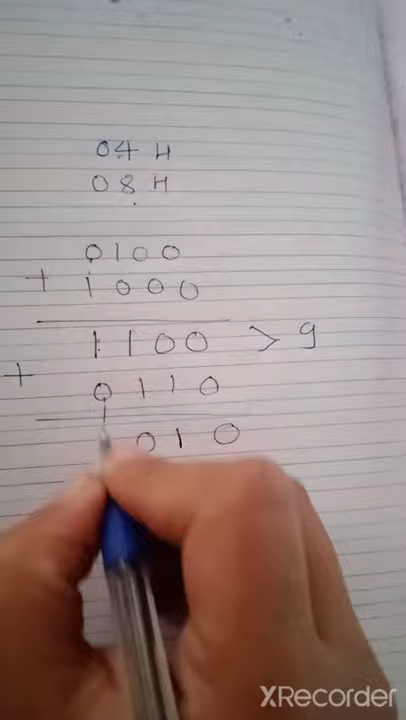 04 H
08 H
0100
+ 1000
1100 > 9
+ 0110
010
XRecorder